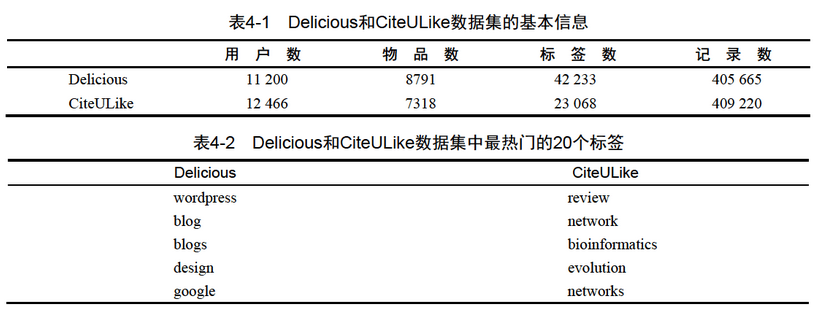 表4-1 Delicious和CiteULike数据集的基本信息
用 户 数 物 品 数 标 签 数 记 录 数
Delicious 11 200 8791 42 233 405 665
CiteULike 12 466 7318 23 068 409 220
表4-2 Delicious和CiteULike数据集中最热门的20个标签
Delicious CiteULike
wordpress review
blog network
blogs bioinformatics
design evolution
google networks